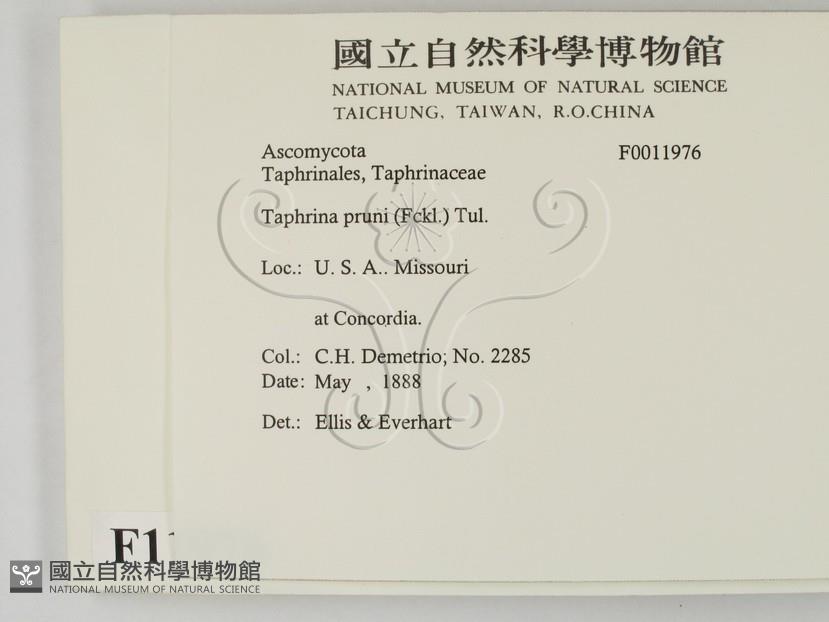 國立自然科學博物館
NATIONAL MUSEUM OF NATURAL SCIENCE
TAICHUNG, TAIWAN, R.O.CHINA
Ascomycota F0011976
Taphrinales, Taphrinaceae
Taphrina pruni (Fckl.) Tul.
Loc.: U. S. A.. Missouri
at Concordia.
Col.: C.H. Demetrio; No. 2285
Date: May , 1888
Det.: Ellis & Everhart
F1
國立自然科學博物館
NATIONAL MUSEUM OF NATURAL SCIENCE